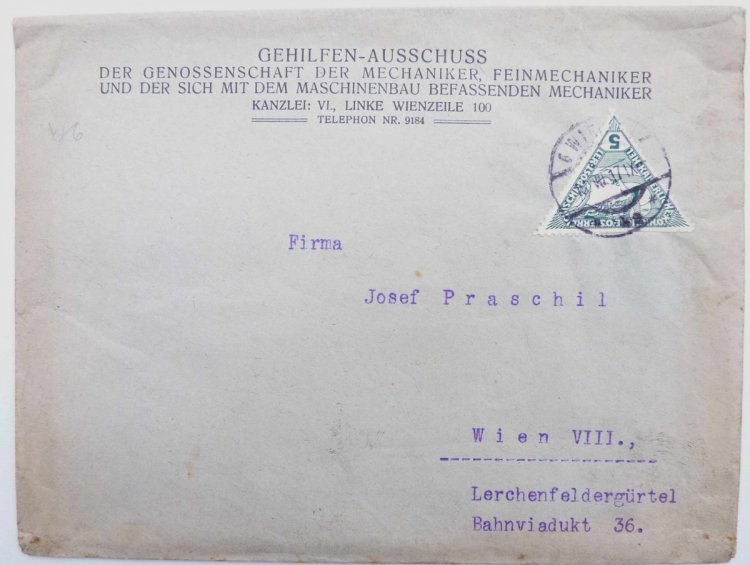 GEHILFEN-AUSSCHUSS
DER GENOSSENSCHAFT DER MECHANIKER, FEINMECHANIKER
UND DER SICH MIT DEM MASCHINENBAU BEFASSENDEN MECHANIKER
KANZLEI: VI., LINKE WIENZEILE 100
TELEPHON NR. 9184
5
Firma
Josef Praschil
Wien VIII.,
Lerchenfeldergürtel
Bahnviadukt 36.